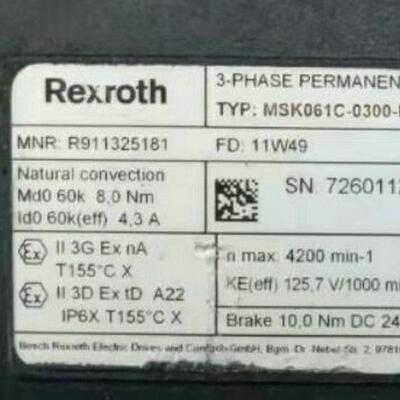 Rexroth
3-PHASE PERMANEN
TYP: MSK061C-0300-
MNR: R911325181
FD: 11W49
Natural convection
Md0 60k 8,0 Nm
Id0 60k(eff) 4,3 A
SN: 726011
Ex II 3G Ex nA
T155°C X
Ex II 3D Ex tD A22
IP6X T155°C X
n max. 4200 min-1
KE(eff) 125,7 V/1000 mi
Brake 10,0 Nm DC 24
Bosch Rexroth Electric Drives and Controls GmbH, Bgm.-Dr.-Nebel-Str. 2, 9781